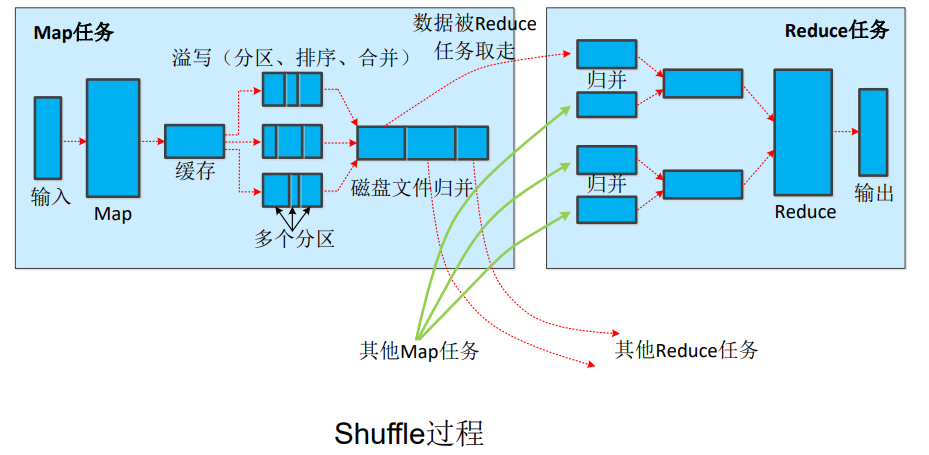 Map任务
溢写（分区、排序、合并）
输入
Map
缓存
多个分区
磁盘文件归并
数据被Reduce
任务取走
Reduce任务
归并
归并
Reduce
输出
其他Map任务
其他Reduce任务
Shuffle过程